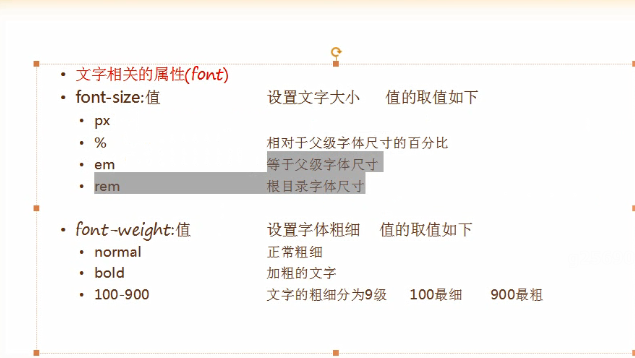 文字相关的属性(font)
font-size:值 设置文字大小 值的取值如下
px
% 相对于父级字体尺寸的百分比
em 等于父级字体尺寸
rem 根目录字体尺寸
font-weight:值 设置字体粗细 值的取值如下
normal 正常粗细
bold 加粗的文字
100-900 文字的粗细分为9级 100最细 900最粗